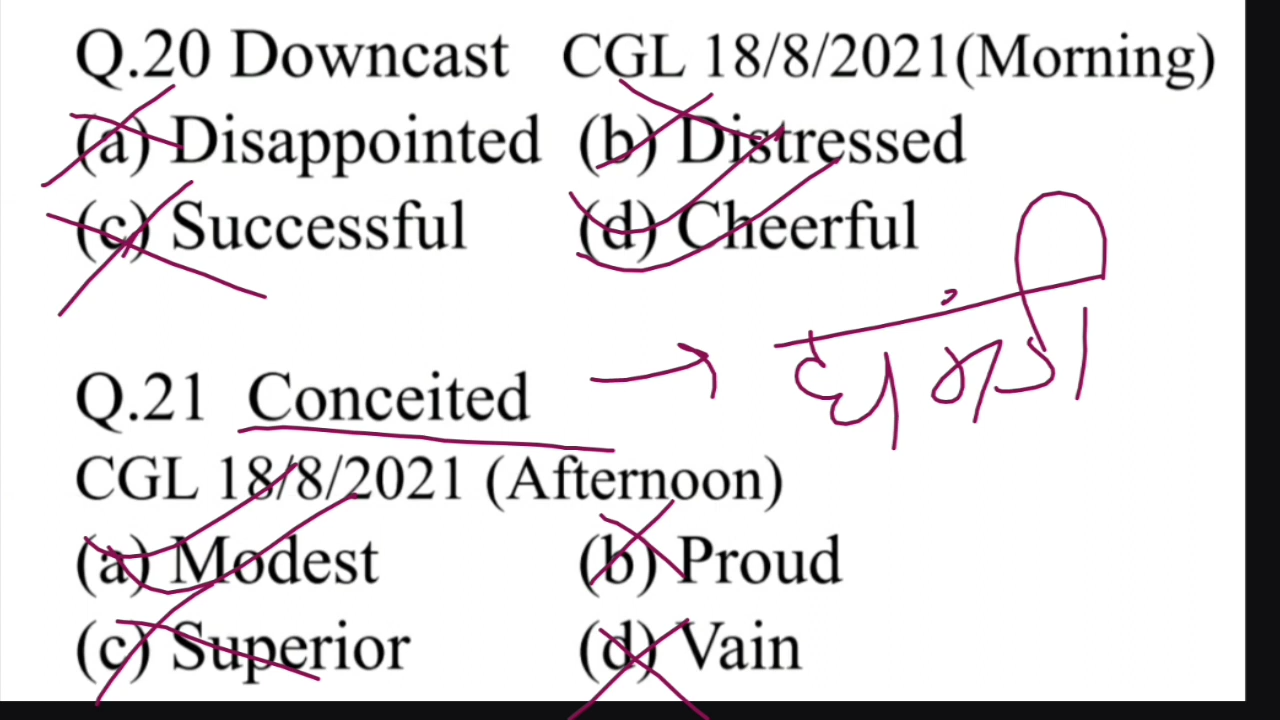 Q.20 Downcast CGL 18/8/2021(Morning)
(a) Disappointed (b) Distressed
(c) Successful (d) Cheerful
Q.21 Conceited → घमंडी
CGL 18/8/2021 (Afternoon)
(a) Modest (b) Proud
(c) Superior (d) Vain